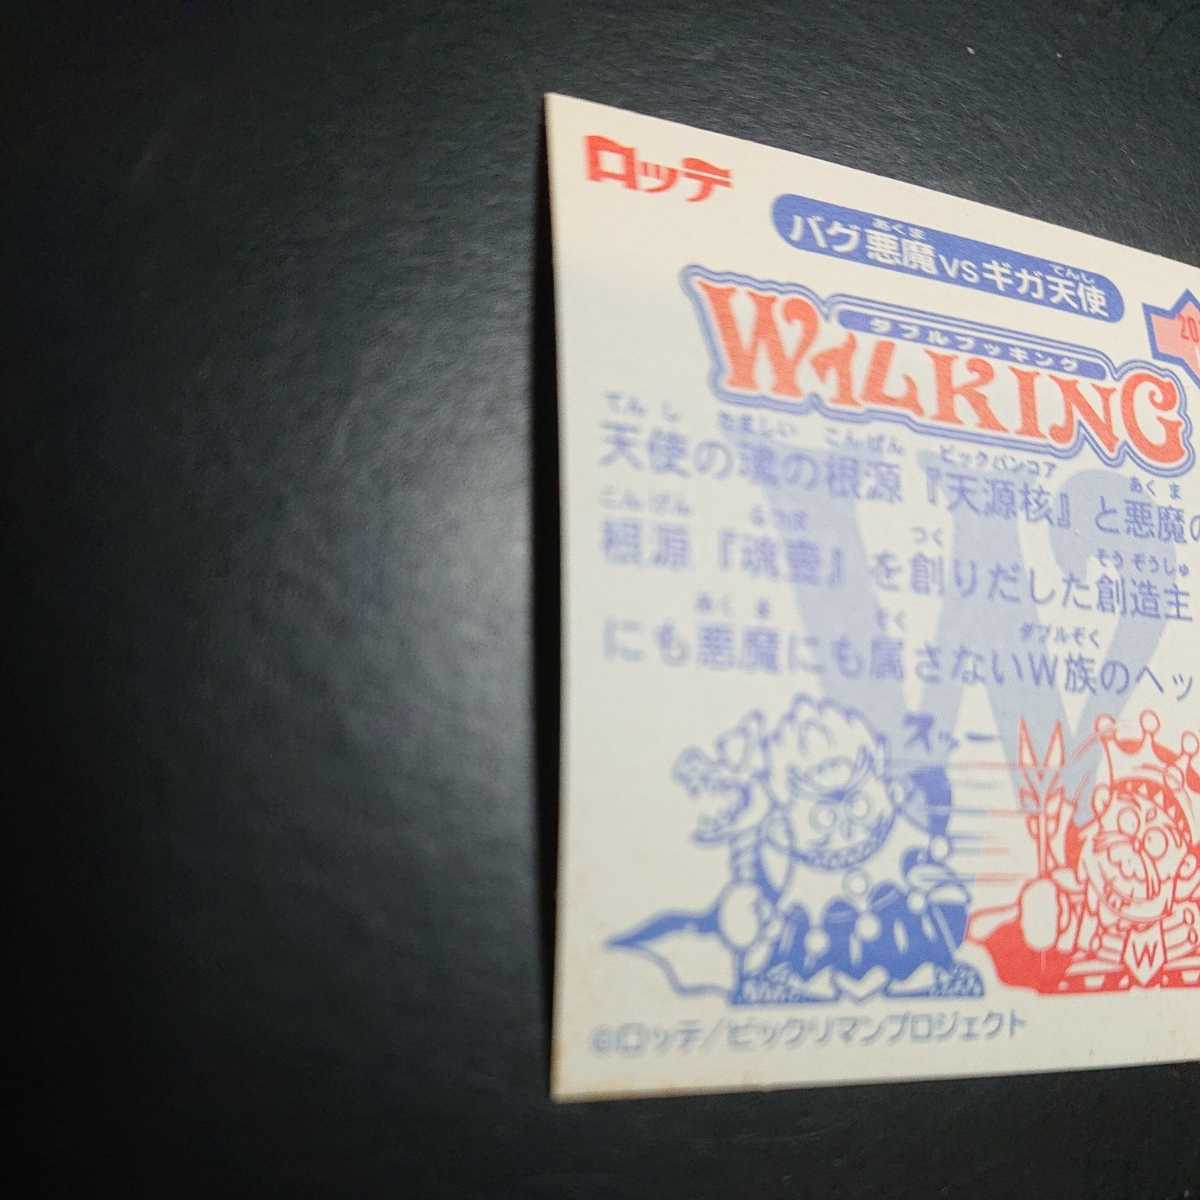 ロッテ
あくま てんし
バグ悪魔VSギガ天使
20
ダブルブッキング
WｲムKING
てん し たましい こんぱん ビックバンコア あく ま
天使の魂の根源『天源核』と悪魔の
こんげん るつぼ つく そう ぞうしゅ
根源『魂壺』を創りだした創造主
あく ま ぞく ダブルぞく
にも悪魔にも属さないW族のヘッ
スッー
W
©ロッテ/ビックリマンプロジェクト